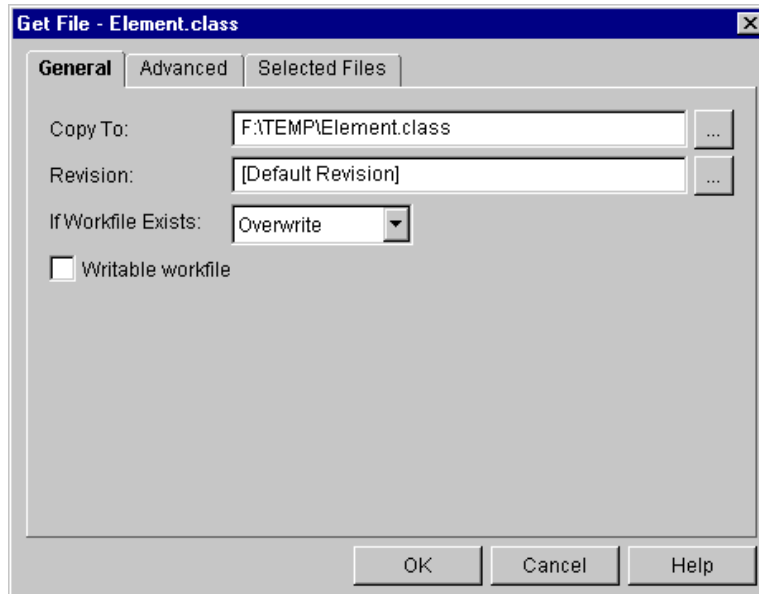 Get File - Element.class
General Advanced Selected Files
Copy To: F:\TEMP\Element.class ...
Revision: [Default Revision] ...
If Workfile Exists: Overwrite
Writable workfile
OK Cancel Help